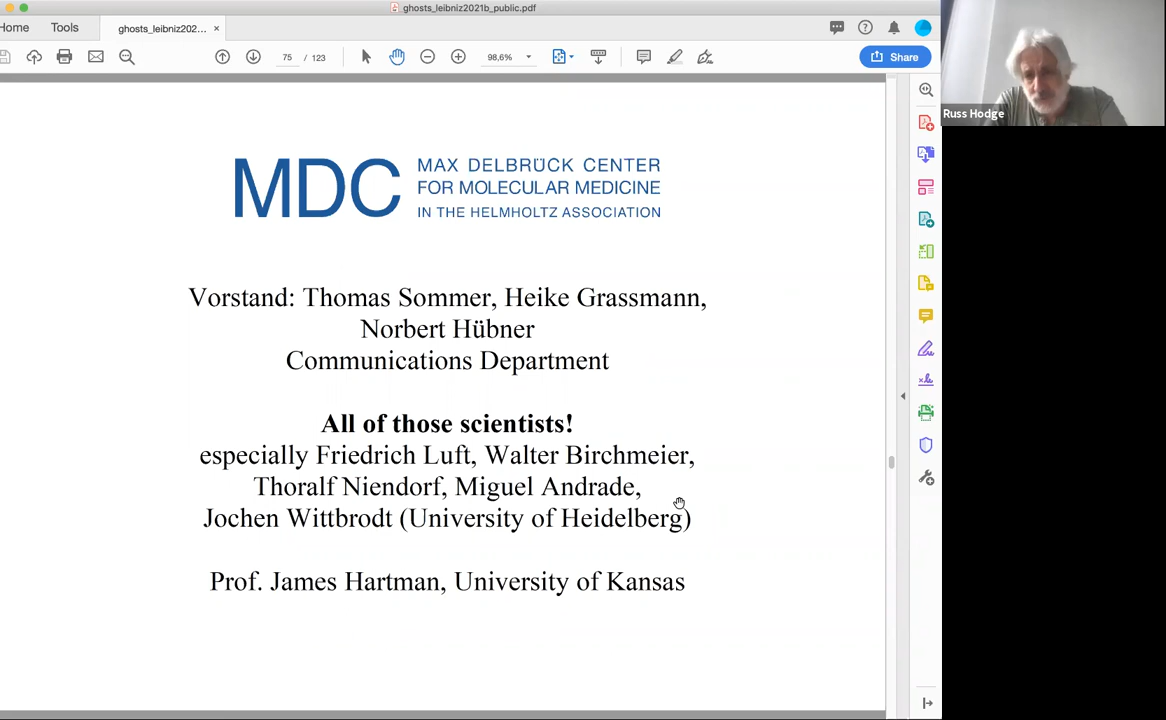 ghosts_leibniz2021b_public.pdf
Home
Tools
ghosts_leibniz202...
75 / 123
98,6%
Share
Russ Hodge
MDC
MAX DELBRÜCK CENTER
FOR MOLECULAR MEDICINE
IN THE HELMHOLTZ ASSOCIATION
Vorstand: Thomas Sommer, Heike Grassmann,
Norbert Hübner
Communications Department
All of those scientists!
especially Friedrich Luft, Walter Birchmeier,
Thoralf Niendorf, Miguel Andrade,
Jochen Wittbrodt (University of Heidelberg)
Prof. James Hartman, University of Kansas